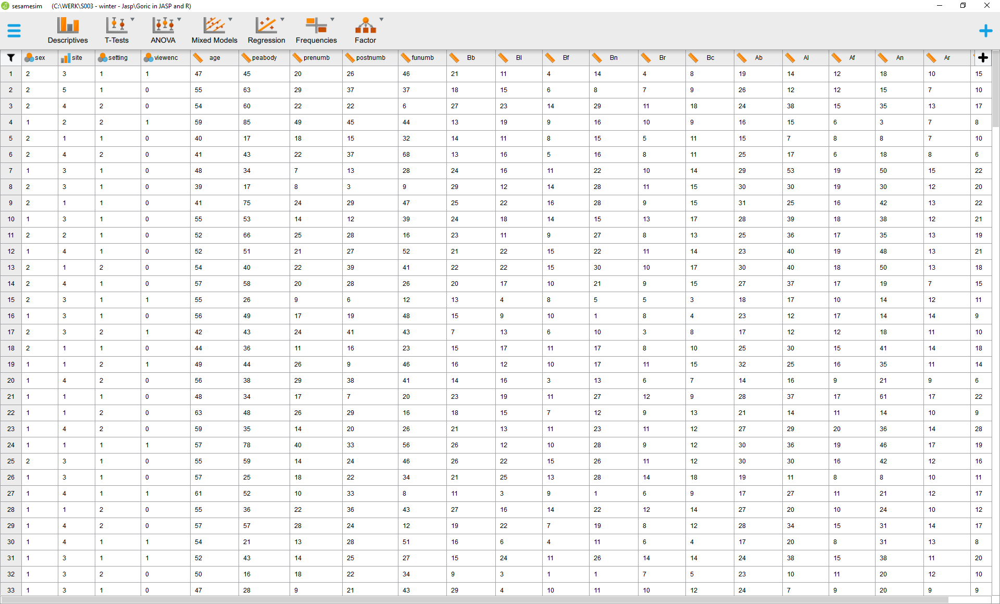 sesamesim (C:\WERK\S003 - winter - Jasp\Goric in JASP and R)
Descriptives T-Tests ANOVA Mixed Models Regression Frequencies Factor
sex site setting viewenc age peabody prenumb postnumb funumb Bb Bl Bf Bn Br Bc Ab Al Af An Ar
1 2 3 1 1 47 45 20 26 46 21 11 4 14 4 8 19 14 12 18 10 15
2 2 5 1 0 55 63 29 37 37 18 15 6 8 7 9 26 12 12 15 7 10
3 2 4 2 0 54 60 22 22 6 27 23 14 29 11 18 24 38 15 35 13 17
4 1 2 2 1 59 85 49 45 44 13 19 9 16 10 9 16 15 6 3 7 8
5 2 1 1 0 40 17 18 15 32 14 11 8 15 5 11 15 7 8 8 7 10
6 2 4 2 0 41 43 22 37 68 13 16 5 16 8 11 25 17 6 18 8 6
7 1 3 1 0 48 34 7 13 28 24 16 11 22 10 14 29 53 19 50 15 22
8 2 3 1 0 39 17 8 3 9 29 12 14 28 11 15 30 30 19 30 12 20
9 2 1 1 0 41 75 24 29 47 25 22 16 28 9 15 31 25 16 42 13 22
10 1 3 1 0 55 53 14 12 39 24 18 14 15 13 17 28 39 18 38 12 21
11 2 2 1 0 52 66 25 28 16 23 11 9 27 8 13 25 36 17 35 13 19
12 1 4 1 0 52 51 21 27 52 21 22 15 22 11 14 23 40 19 48 13 21
13 2 1 2 0 54 40 22 39 41 22 22 15 30 10 17 30 40 18 50 13 18
14 2 4 1 0 57 58 20 28 26 20 17 10 21 9 15 27 37 17 19 7 15
15 2 3 1 1 55 26 9 6 12 13 4 8 5 5 3 18 17 10 14 12 11
16 1 3 1 0 56 49 17 19 48 15 9 10 1 8 4 23 12 17 14 14 9
17 2 3 2 1 42 43 24 41 43 7 13 6 10 3 8 17 12 12 18 11 10
18 2 1 1 0 44 36 11 16 23 15 17 11 17 8 10 25 30 15 41 14 18
19 1 1 2 1 49 44 26 9 46 16 12 10 17 11 15 32 25 16 35 11 14
20 1 4 2 0 56 38 29 38 41 14 16 3 13 6 7 14 16 9 21 9 6
21 1 1 1 0 48 34 17 7 20 23 19 11 27 12 9 28 37 17 61 17 22
22 1 1 2 0 63 48 26 29 16 18 15 7 12 9 13 21 14 11 14 10 9
23 1 4 2 0 59 35 14 20 26 21 13 11 23 11 12 27 29 20 36 14 28
24 1 1 1 1 57 78 40 33 56 26 12 10 28 9 12 30 36 19 46 17 19
25 2 3 1 0 55 59 14 24 46 26 22 15 26 11 12 30 30 16 42 12 16
26 1 3 1 0 57 25 18 22 34 21 25 13 28 14 18 19 11 8 8 10 11
27 1 4 1 1 61 52 10 33 8 11 3 9 1 6 9 17 27 11 21 12 17
28 1 1 2 0 55 36 22 36 43 27 16 14 22 12 14 27 20 10 24 10 12
29 1 4 2 0 57 57 28 24 12 19 22 7 19 8 12 28 34 15 31 14 17
30 1 4 1 1 54 21 13 28 51 16 6 4 11 6 4 17 20 8 31 13 8
31 1 3 1 1 52 43 14 25 27 15 24 11 26 14 14 24 38 15 38 11 20
32 1 3 2 0 50 16 18 22 34 9 3 1 1 7 5 23 10 11 20 12 10
33 1 3 1 0 47 28 9 21 43 29 4 10 11 10 12 24 7 9 20 9 9